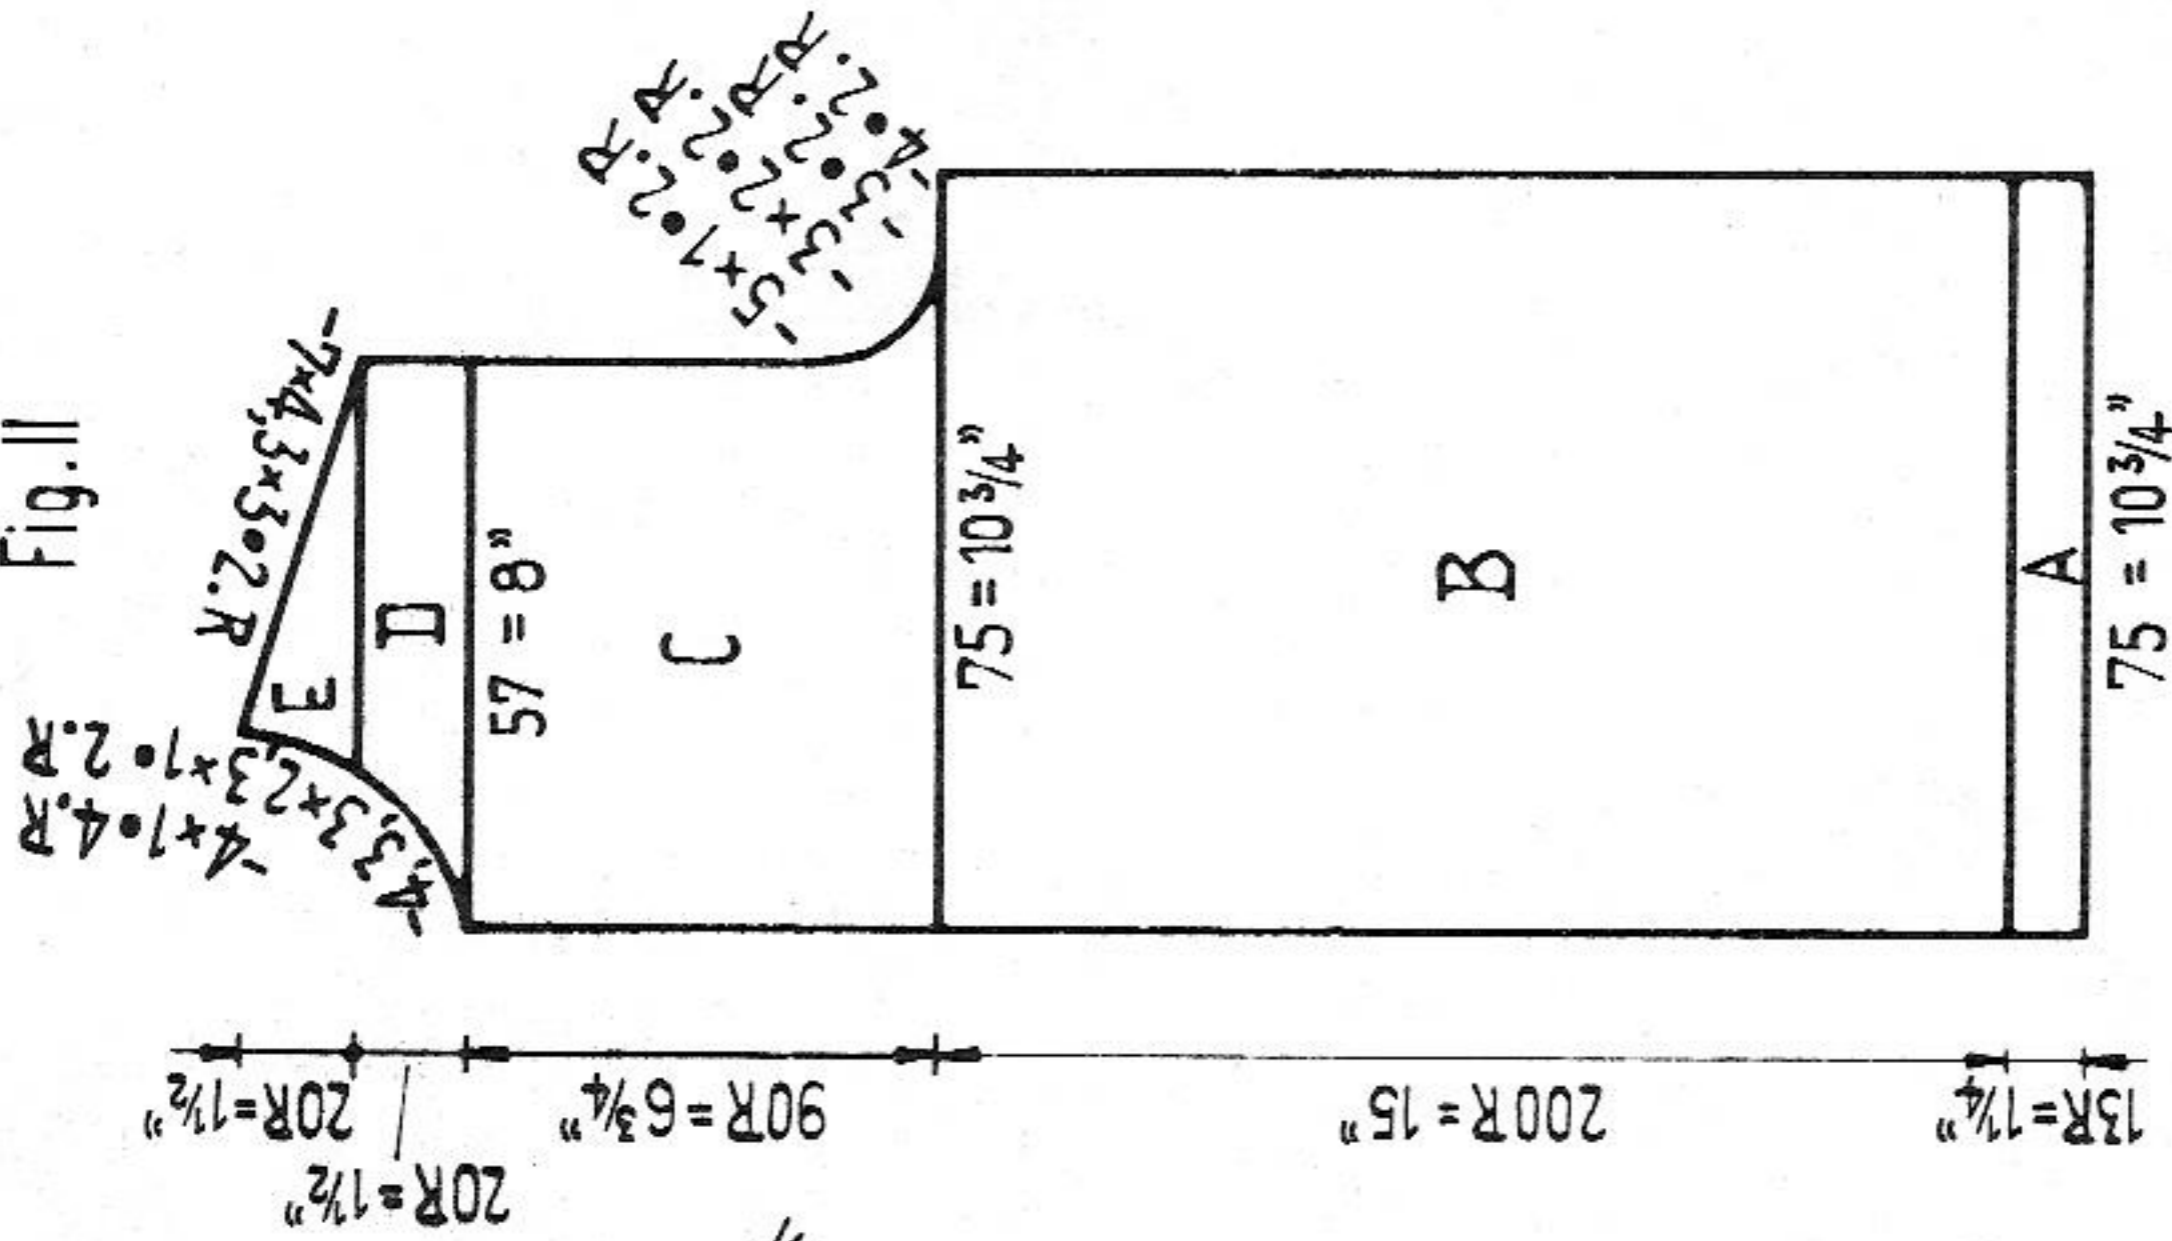 Fig. 11
-4×1•4.R
3×1•2.R
-4,3,3×2,
-7×4,3×3•2.R
-5×1•2.R
-3×2•2.R
-3•2.R
-4•2.R
E
D
57 = 8"
C
75 = 10¾"
B
A
75 = 10¾"
20R=1½"
20R=1½"
90R=6¾"
200R=15"
13R=1¼"